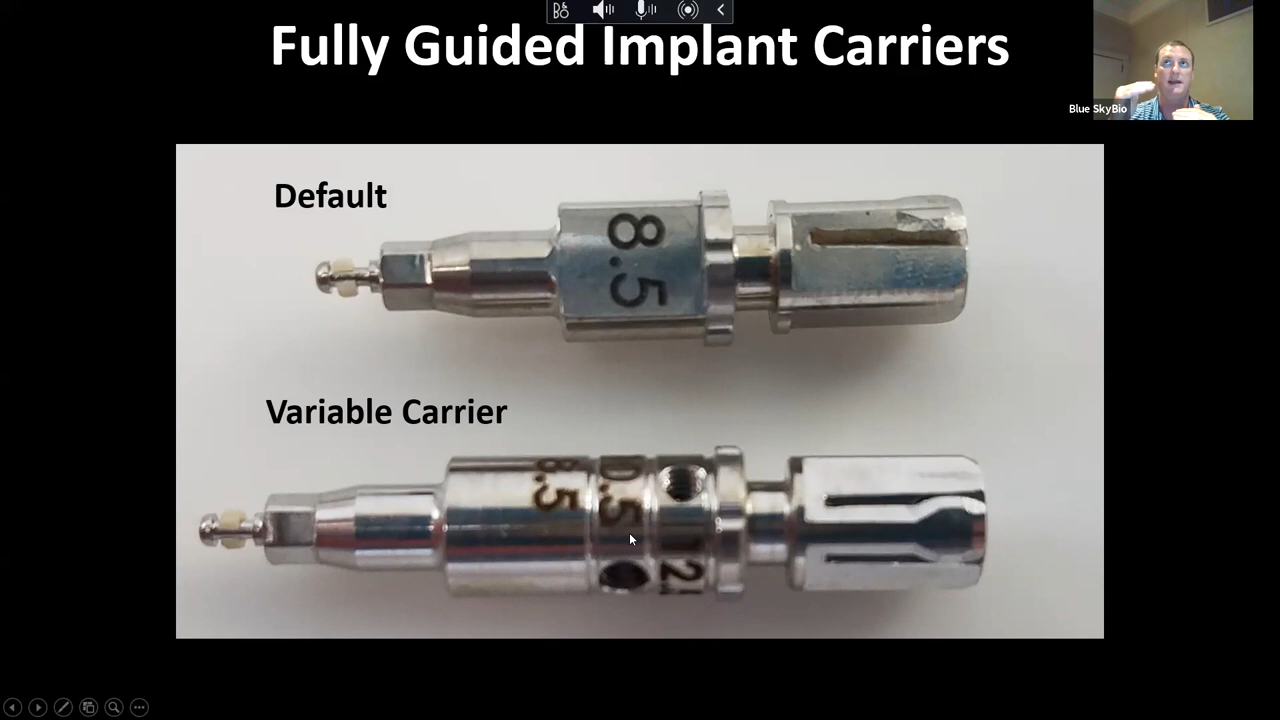 Fully Guided Implant Carriers
Blue SkyBio
Default
8.5
Variable Carrier
8.5